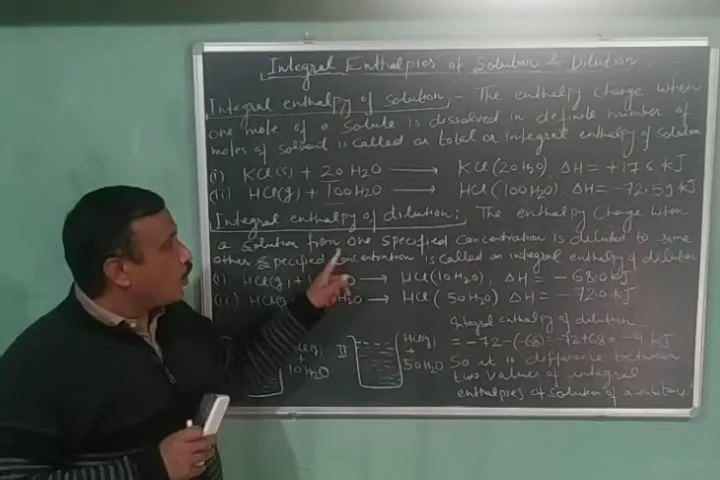 Integral Enthalpies of Solution & Dilution.
Integral enthalpy of solution,- The enthalpy Change when
one mole of a solute is dissolved in definite number of
moles of solvent is called as total or integral enthalpy of solution
(i) KCl(s) + 20H2O → KCl(20H2O), ΔH = +17.6 kJ
(ii) HCl(g) + 100H2O → HCl(100H2O). ΔH = -72.59 kJ
Integral enthalpy of dilution; The enthalpy Change when
a Solution from one specified Concentration is diluted to some
other specified concentration is called as integral enthalpy of dilution
(i) HCl(g) + → HCl(10H2O), ΔH = -68.0 kJ
(ii) HCl(g) H2O → HCl(50H2O) ΔH = -72.0 kJ
Integral enthalpy of dilution
= -72-(-68) = -72+68 = -4 kJ
So it is difference between
two values of integral
enthalpies of solution of a substance
+
10H2O
II
HCl(g)
+
50H2O